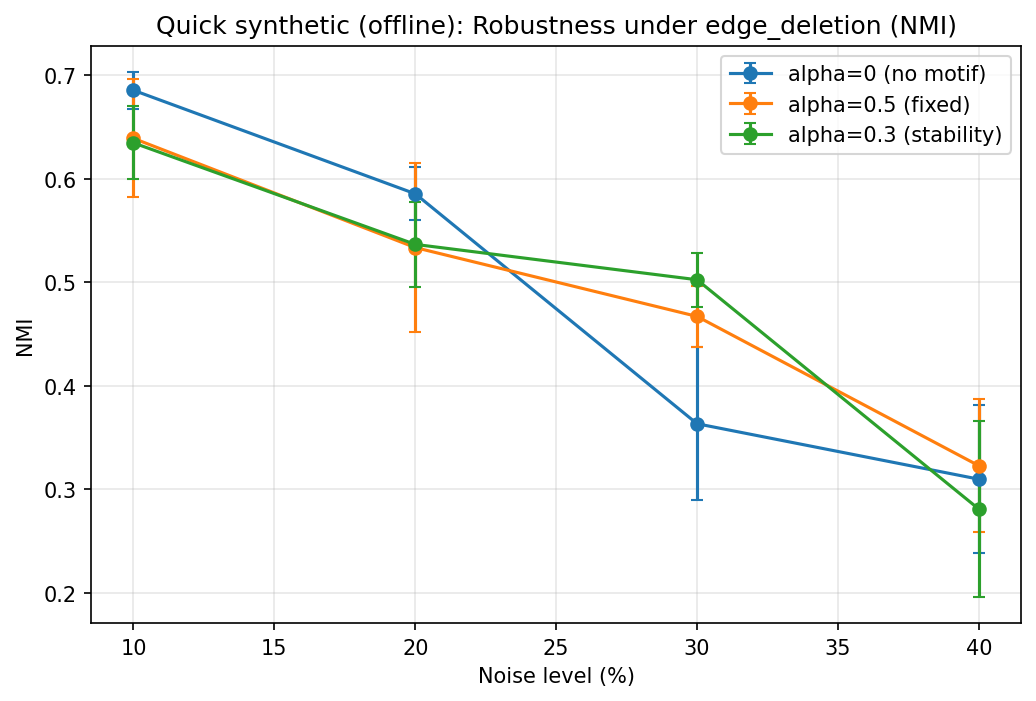 Quick synthetic (offline): Robustness under edge_deletion (NMI)
alpha=0 (no motif)
alpha=0.5 (fixed)
alpha=0.3 (stability)
NMI
0.7
0.6
0.5
0.4
0.3
0.2
10
15
20
25
30
35
40
Noise level (%)